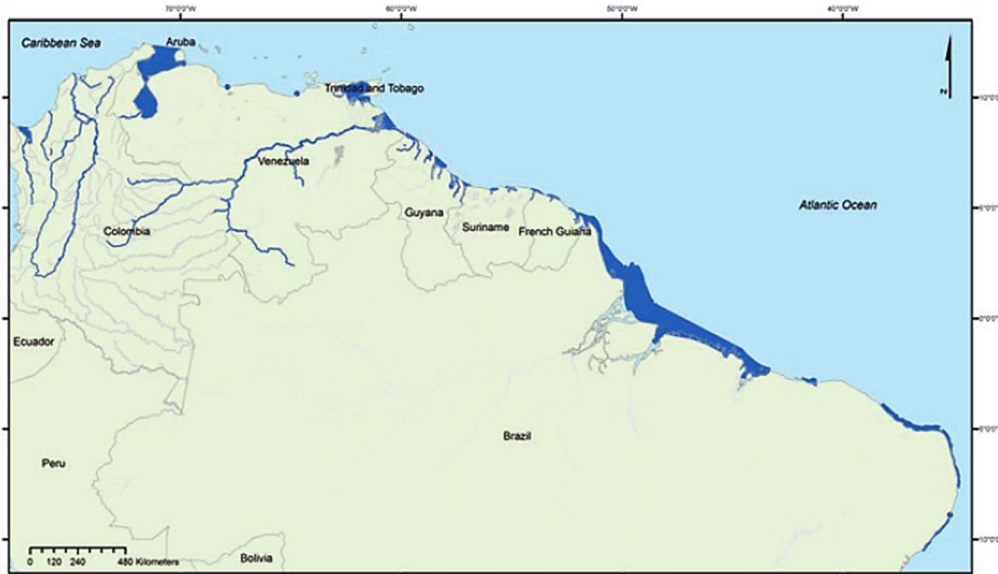 70°0'0"W 60°0'0"W 50°0'0"W 40°0'0"W
Caribbean Sea
Aruba
N
Trinidad and Tobago
Venezuela
Atlantic Ocean
Guyana
Colombia
Suriname
French Guiana
Ecuador
Brazil
Peru
0 120 240 480 Kilometers
Bolivia